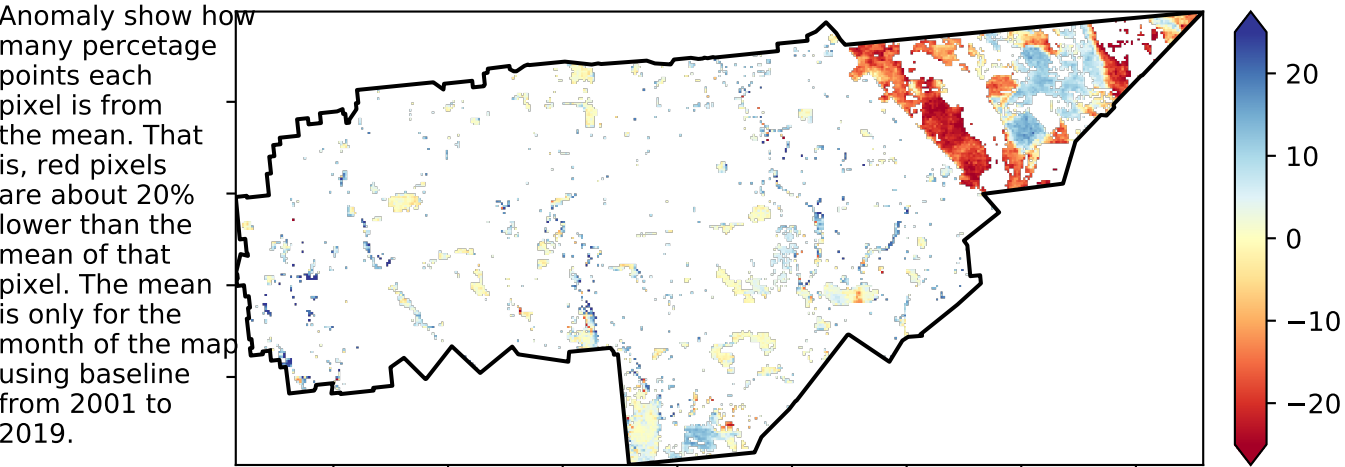 Anomaly show how
many percetage
points each
pixel is from
the mean. That
is, red pixels
are about 20%
lower than the
mean of that
pixel. The mean
is only for the
month of the map
using baseline
from 2001 to
2019.
20
10
0
−10
−20